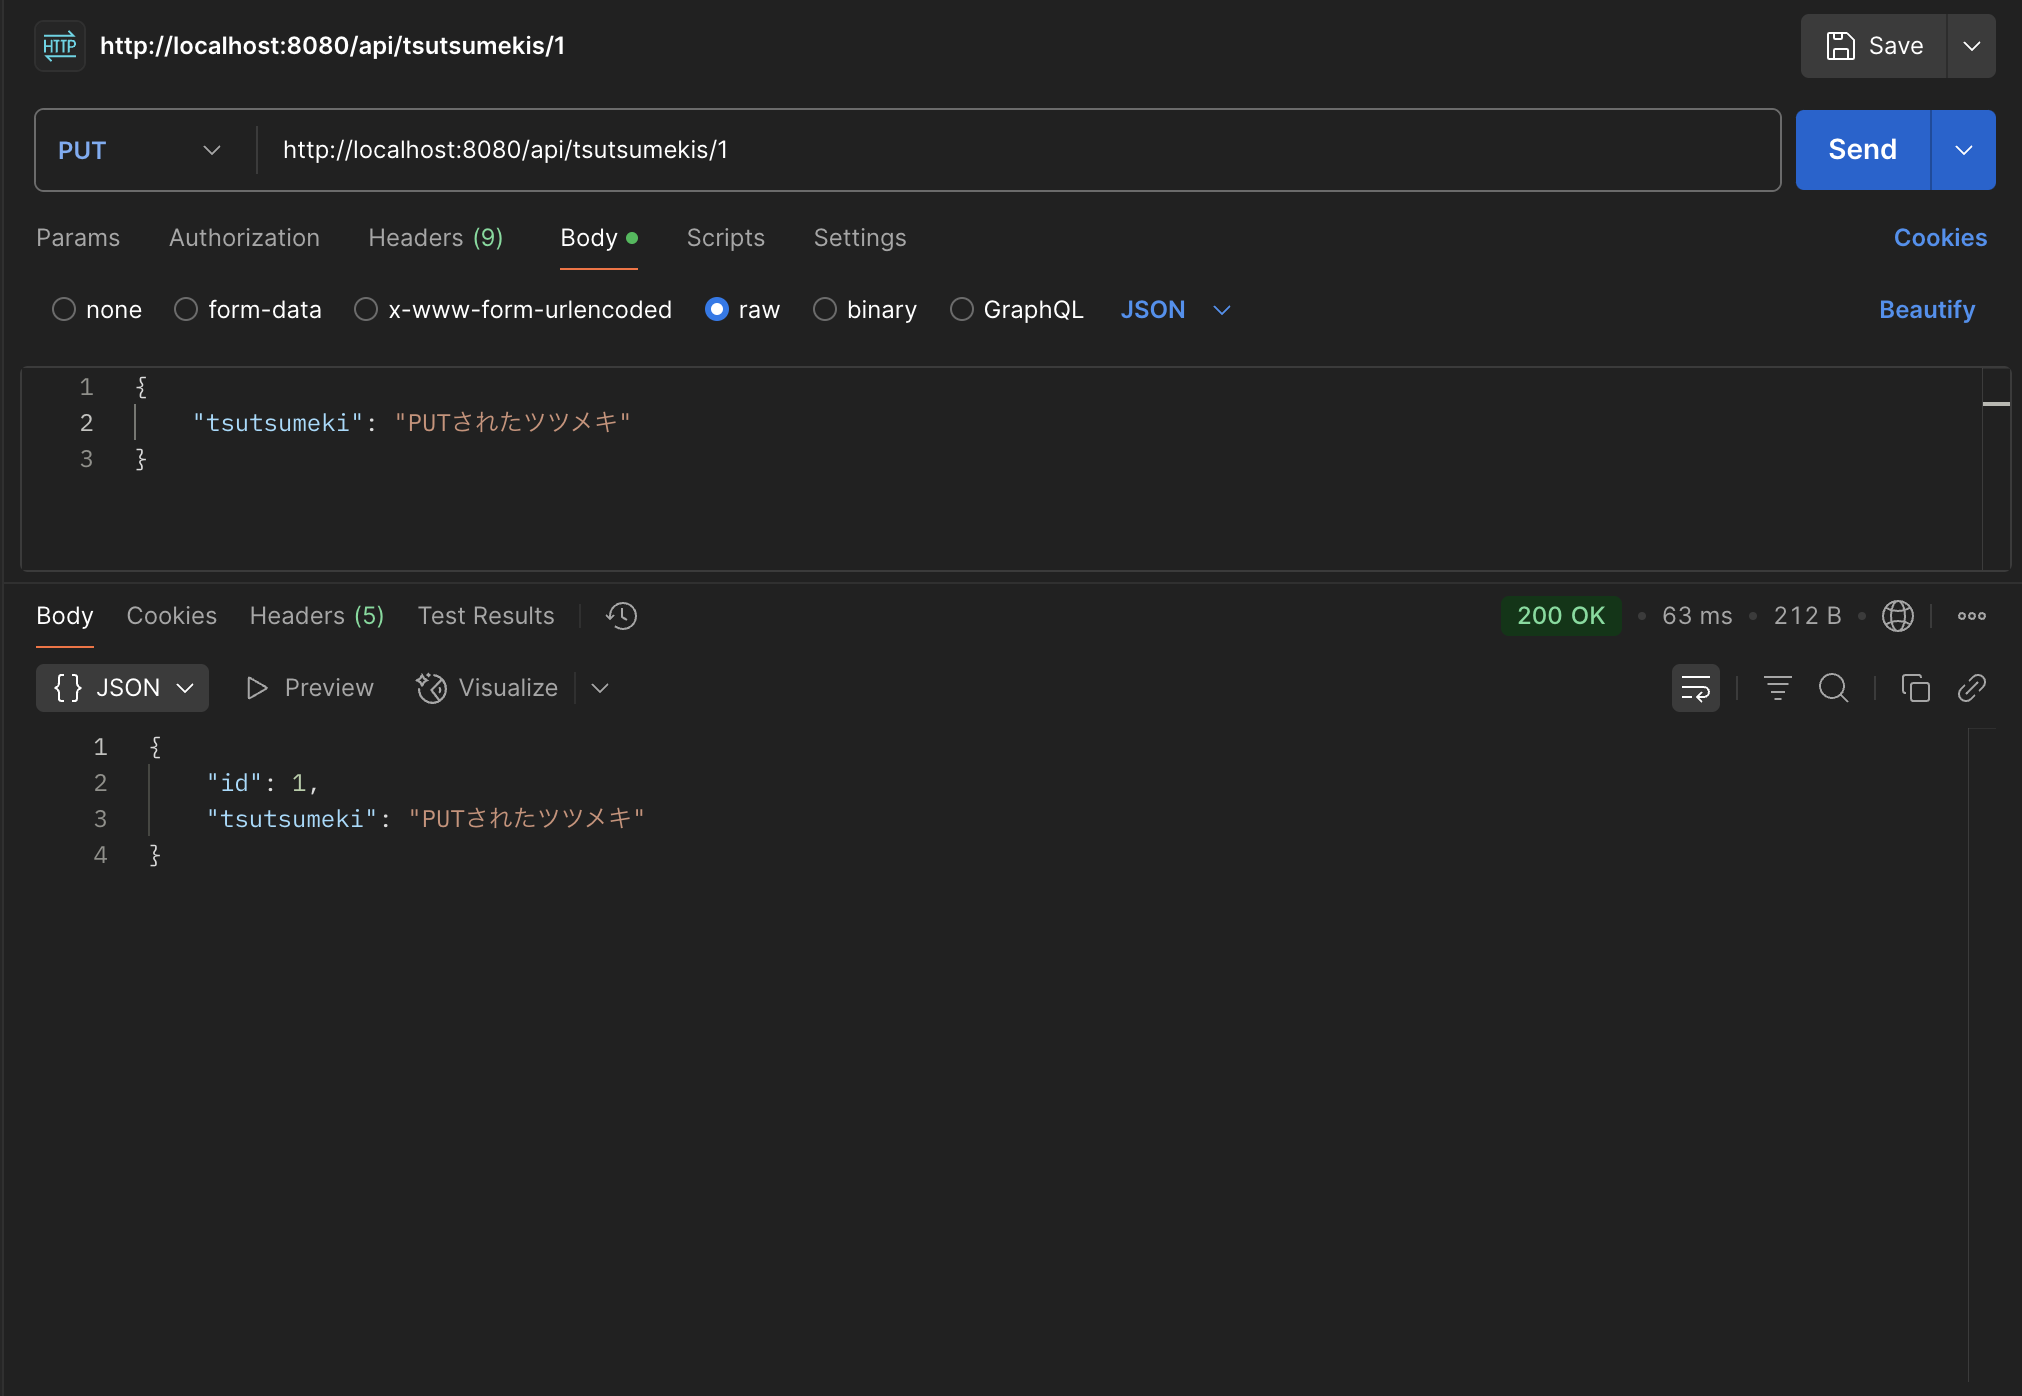 HTTP http://localhost:8080/api/tsutsumekis/1 Save
PUT http://localhost:8080/api/tsutsumekis/1 Send
Params Authorization Headers (9) Body Scripts Settings Cookies
none form-data x-www-form-urlencoded raw binary GraphQL JSON Beautify
1 {
2 "tsutsumeki": "PUTされたツツメキ"
3 }
Body Cookies Headers (5) Test Results 200 OK • 63 ms • 212 B •
{} JSON Preview Visualize
1 {
2 "id": 1,
3 "tsutsumeki": "PUTされたツツメキ"
4 }